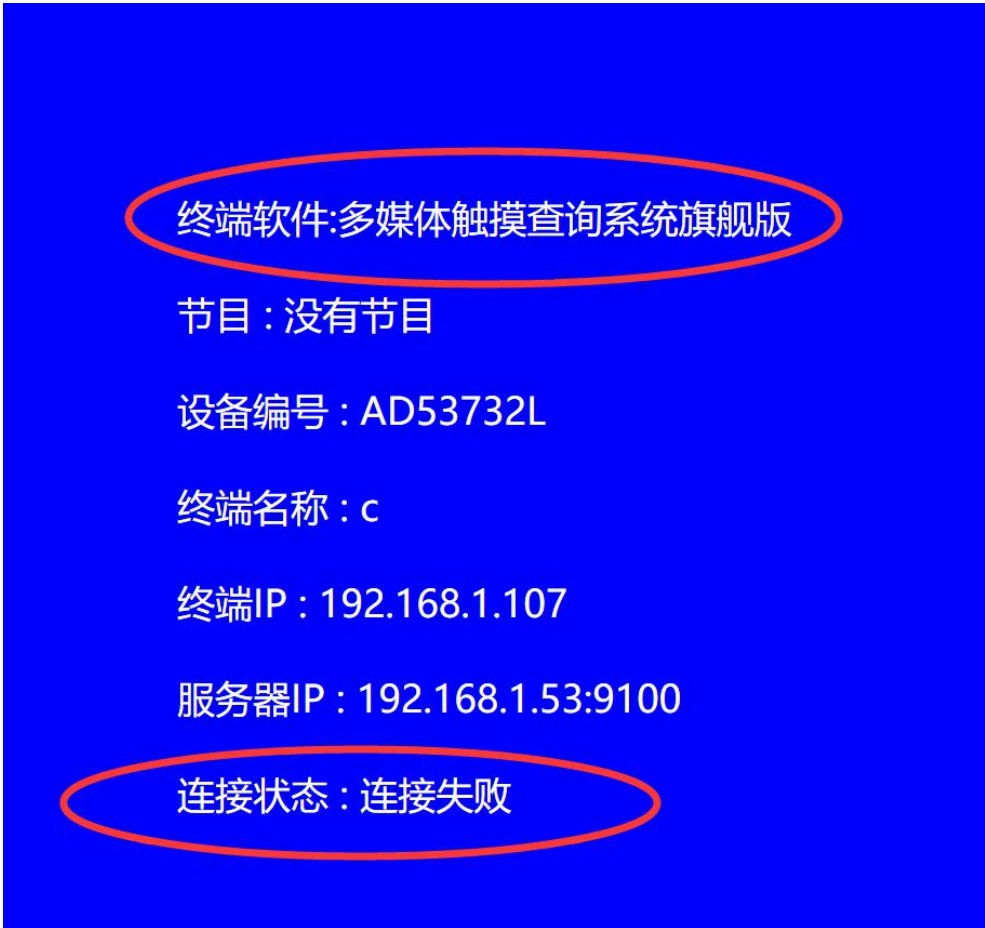 终端软件:多媒体触摸查询系统旗舰版
节目：没有节目
设备编号：AD53732L
终端名称：c
终端IP：192.168.1.107
服务器IP：192.168.1.53:9100
连接状态：连接失败